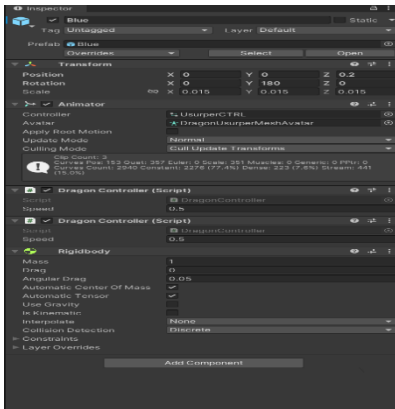 Inspector
Blue
Static
Tag Untagged
Layer Default
Prefab Blue
Overrides Select Open
Transform
Position X 0 Y 0 Z 0.2
Rotation X 0 Y 180 Z 0
Scale X 0.015 Y 0.015 Z 0.015
Animator
Controller UsurperCTRL
Avatar DragonUsurperMeshAvatar
Apply Root Motion
Update Mode Normal
Culling Mode Cull Update Transforms
Clip Count: 3
Curves Pos: 153 Quat: 357 Euler: 0 Scale: 351 Muscles: 0 Generic: 0 PPtr: 0
Curves Count: 2940 Constant: 2276 (77.4%) Dense: 223 (7.6%) Stream: 441
(15.0%)
Dragon Controller (Script)
Script DragonController
Speed 0.5
Dragon Controller (Script)
Script DragonController
Speed 0.5
Rigidbody
Mass 1
Drag 0
Angular Drag 0.05
Automatic Center Of Mass
Automatic Tensor
Use Gravity
Is Kinematic
Interpolate None
Collision Detection Discrete
Constraints
Layer Overrides
Add Component